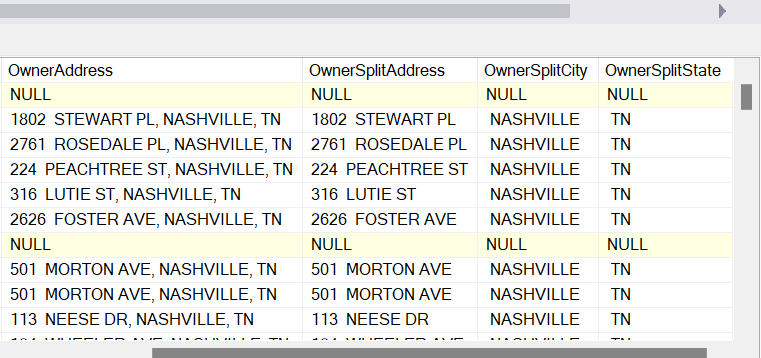 OwnerAddress OwnerSplitAddress OwnerSplitCity OwnerSplitState
NULL NULL NULL NULL
1802  STEWART PL, NASHVILLE, TN 1802  STEWART PL NASHVILLE TN
2761  ROSEDALE PL, NASHVILLE, TN 2761  ROSEDALE PL NASHVILLE TN
224  PEACHTREE ST, NASHVILLE, TN 224  PEACHTREE ST NASHVILLE TN
316  LUTIE ST, NASHVILLE, TN 316  LUTIE ST NASHVILLE TN
2626  FOSTER AVE, NASHVILLE, TN 2626  FOSTER AVE NASHVILLE TN
NULL NULL NULL NULL
501  MORTON AVE, NASHVILLE, TN 501  MORTON AVE NASHVILLE TN
501  MORTON AVE, NASHVILLE, TN 501  MORTON AVE NASHVILLE TN
113  NEESE DR, NASHVILLE, TN 113  NEESE DR NASHVILLE TN